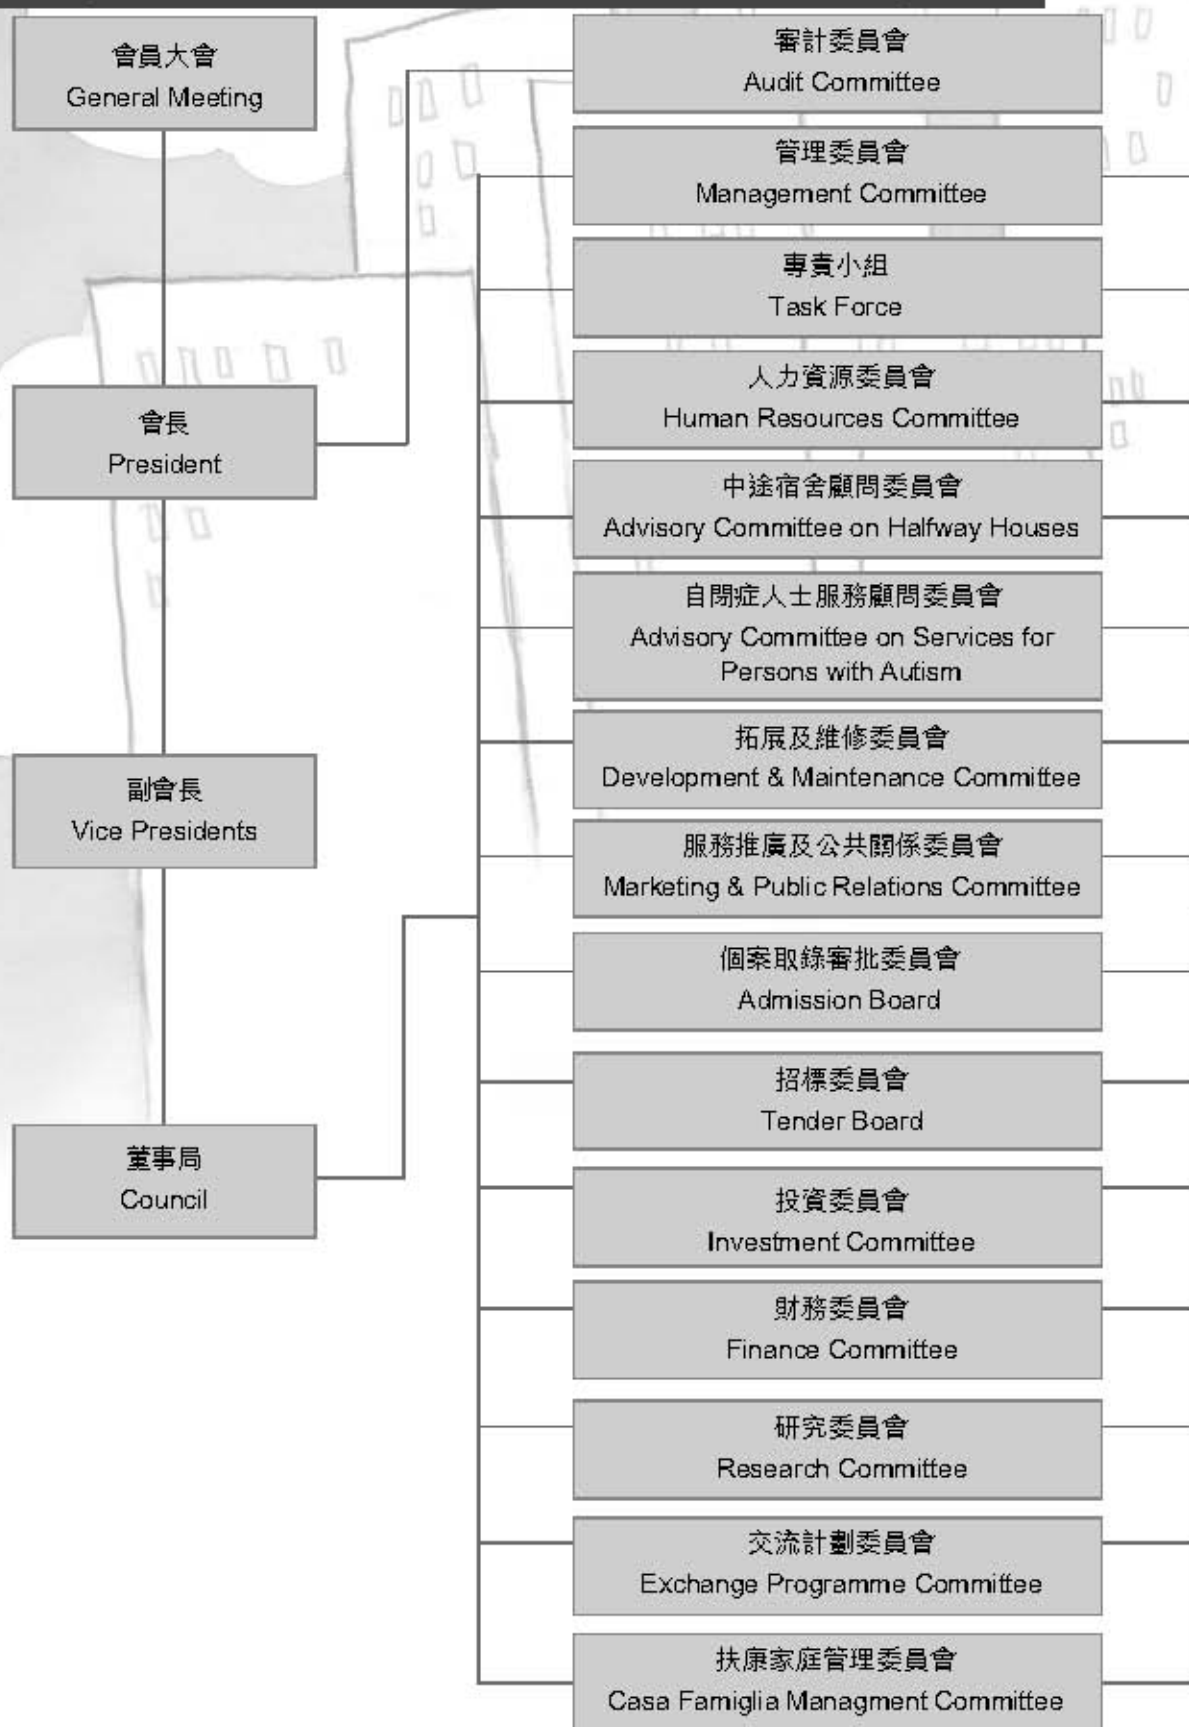 會員大會
General Meeting
會長
President
副會長
Vice Presidents
董事局
Council
審計委員會
Audit Committee
管理委員會
Management Committee
專責小組
Task Force
人力資源委員會
Human Resources Committee
中途宿舍顧問委員會
Advisory Committee on Halfway Houses
自閉症人士服務顧問委員會
Advisory Committee on Services for
Persons with Autism
拓展及維修委員會
Development & Maintenance Committee
服務推廣及公共關係委員會
Marketing & Public Relations Committee
個案取錄審批委員會
Admission Board
招標委員會
Tender Board
投資委員會
Investment Committee
財務委員會
Finance Committee
研究委員會
Research Committee
交流計劃委員會
Exchange Programme Committee
扶康家庭管理委員會
Casa Famiglia Managment Committee